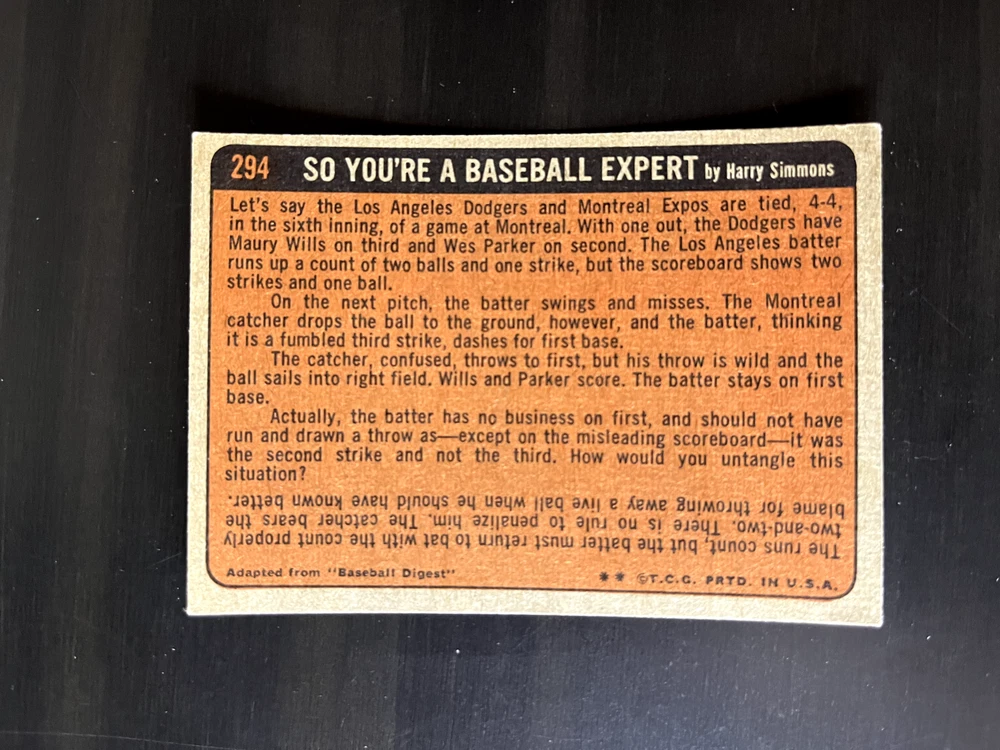 294 SO YOU'RE A BASEBALL EXPERT by Harry Simmons
Let's say the Los Angeles Dodgers and Montreal Expos are tied, 4-4,
in the sixth inning, of a game at Montreal. With one out, the Dodgers have
Maury Wills on third and Wes Parker on second. The Los Angeles batter
runs up a count of two balls and one strike, but the scoreboard shows two
strikes and one ball.
On the next pitch, the batter swings and misses. The Montreal
catcher drops the ball to the ground, however, and the batter, thinking
it is a fumbled third strike, dashes for first base.
The catcher, confused, throws to first, but his throw is wild and the
ball sails into right field. Wills and Parker score. The batter stays on first
base.
Actually, the batter has no business on first, and should not have
run and drawn a throw as—except on the misleading scoreboard—it was
the second strike and not the third. How would you untangle this
situation?
The runs count, but the batter must return to bat with the count properly
two-and-two. There is no rule to penalize him. The catcher bears the
blame for throwing away a live ball when he should have known better.
Adapted from "Baseball Digest"
** ©T.C.G. PRTD. IN U.S.A.